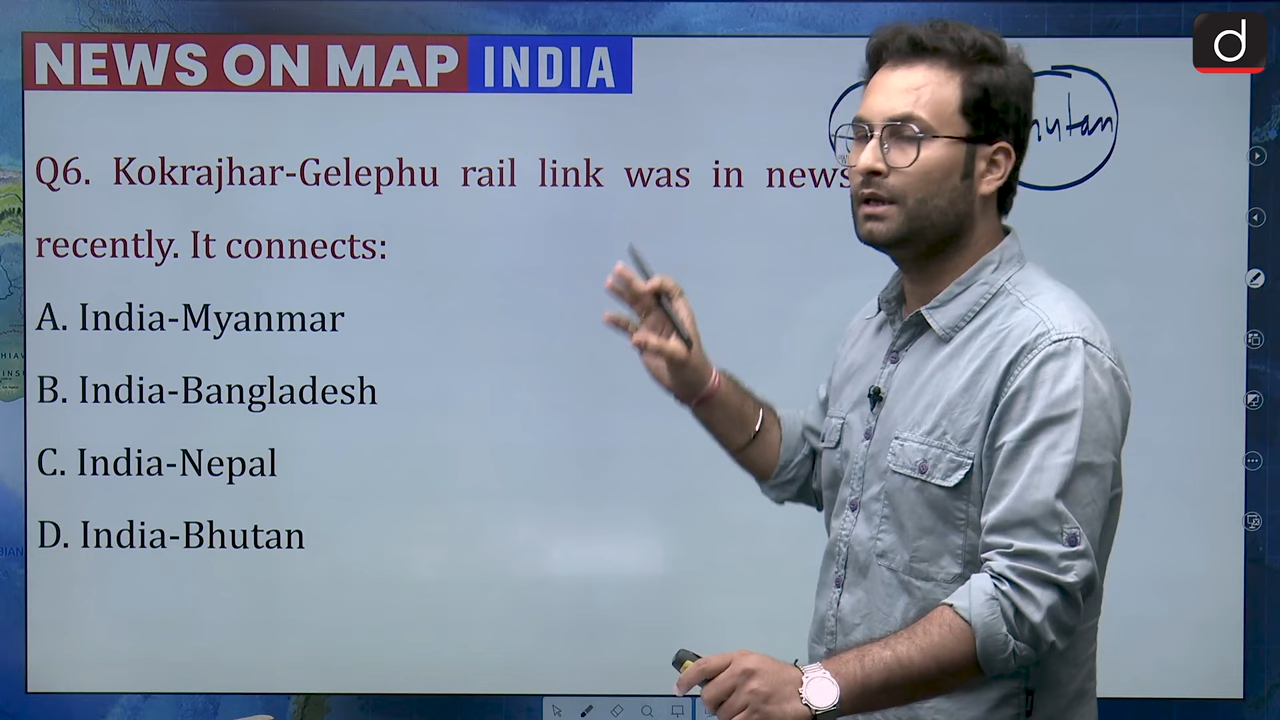 NEWS ON MAP INDIA
d
Q6. Kokrajhar-Gelephu rail link was in news
recently. It connects:
A. India-Myanmar
B. India-Bangladesh
C. India-Nepal
D. India-Bhutan